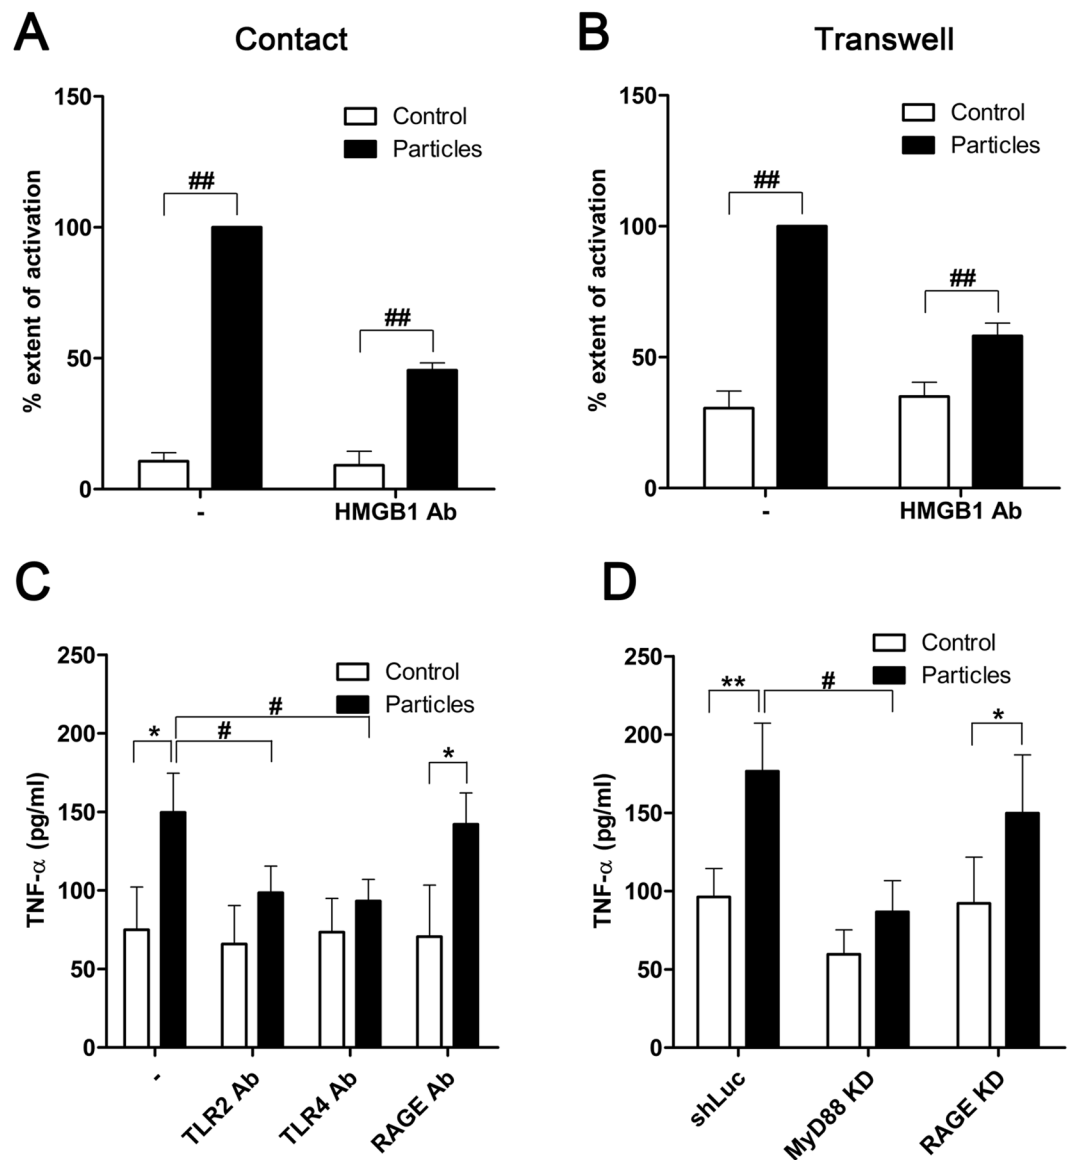 A
Contact
% extent of activation
150
100
50
0
Control
Particles
##
##
-
HMGB1 Ab
B
Transwell
% extent of activation
150
100
50
0
Control
Particles
##
##
-
HMGB1 Ab
C
TNF-α (pg/ml)
250
200
150
100
50
0
Control
Particles
#
#
*
*
-
TLR2 Ab
TLR4 Ab
RAGE Ab
D
TNF-α (pg/ml)
250
200
150
100
50
0
Control
Particles
**
#
*
shLuc
MyD88 KD
RAGE KD